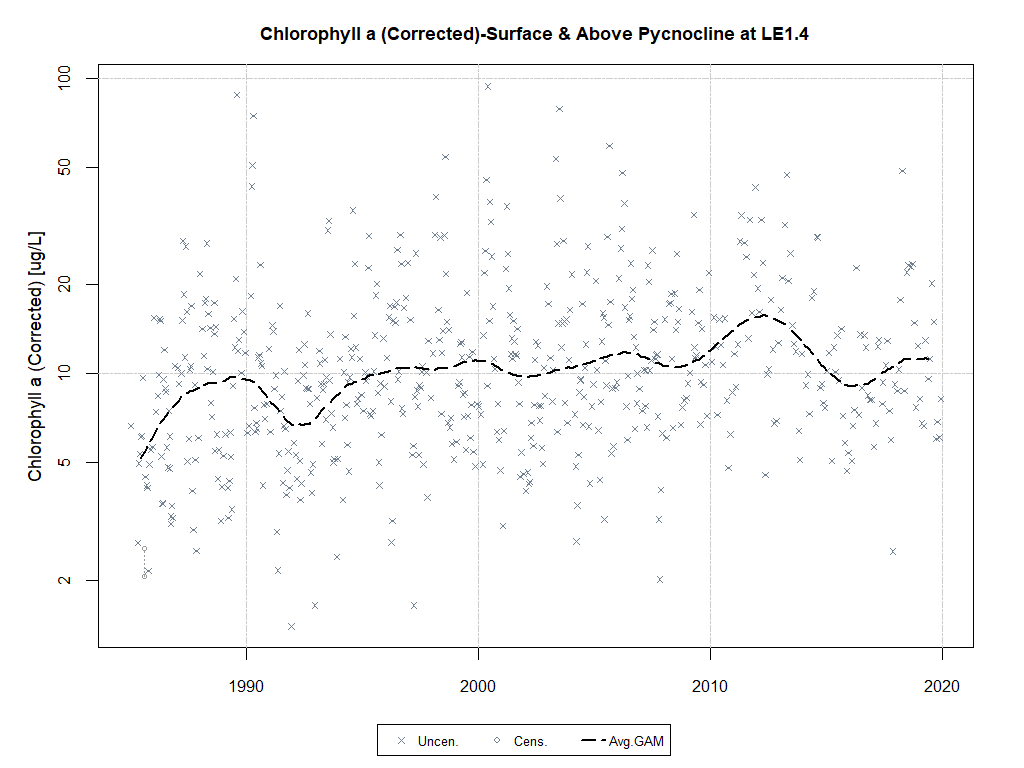 Chlorophyll a (Corrected)-Surface & Above Pycnocline at LE1.4
Chlorophyll a (Corrected) [ug/L]
100
50
20
10
5
2
1990 2000 2010 2020
Uncen. Cens. Avg.GAM